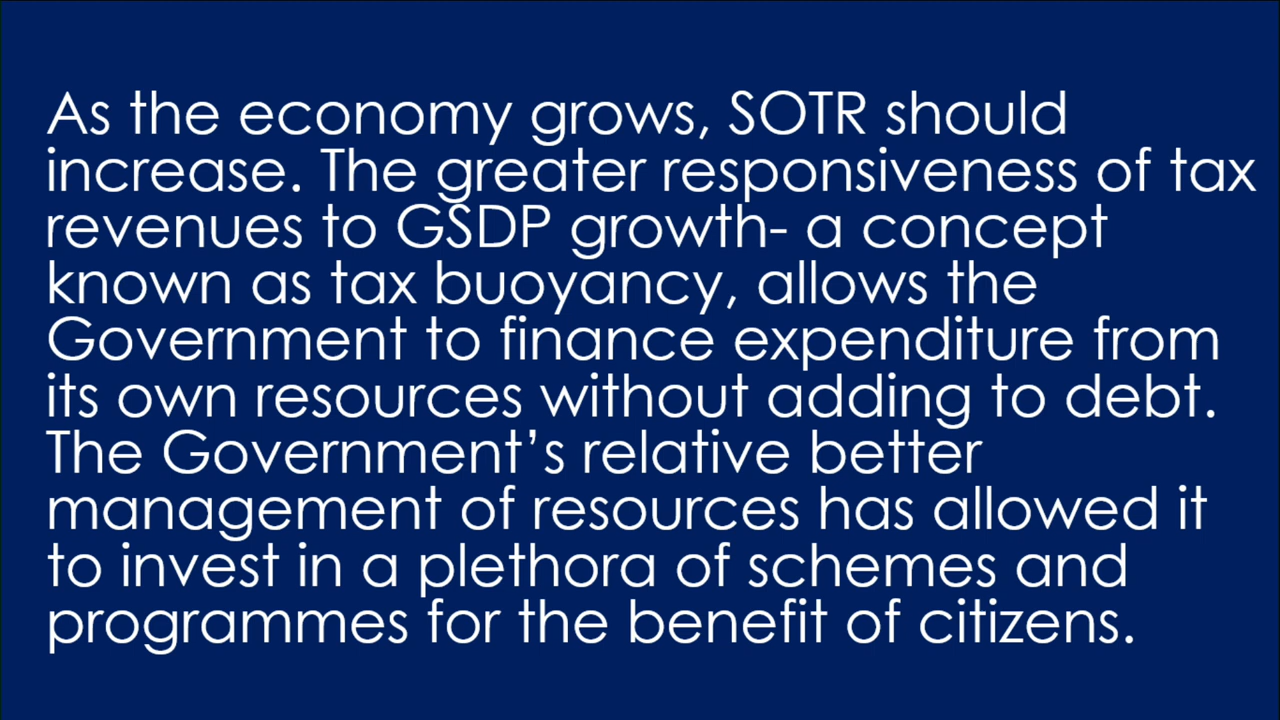 As the economy grows, SOTR should
increase. The greater responsiveness of tax
revenues to GSDP growth- a concept
known as tax buoyancy, allows the
Government to finance expenditure from
its own resources without adding to debt.
The Government’s relative better
management of resources has allowed it
to invest in a plethora of schemes and
programmes for the benefit of citizens.